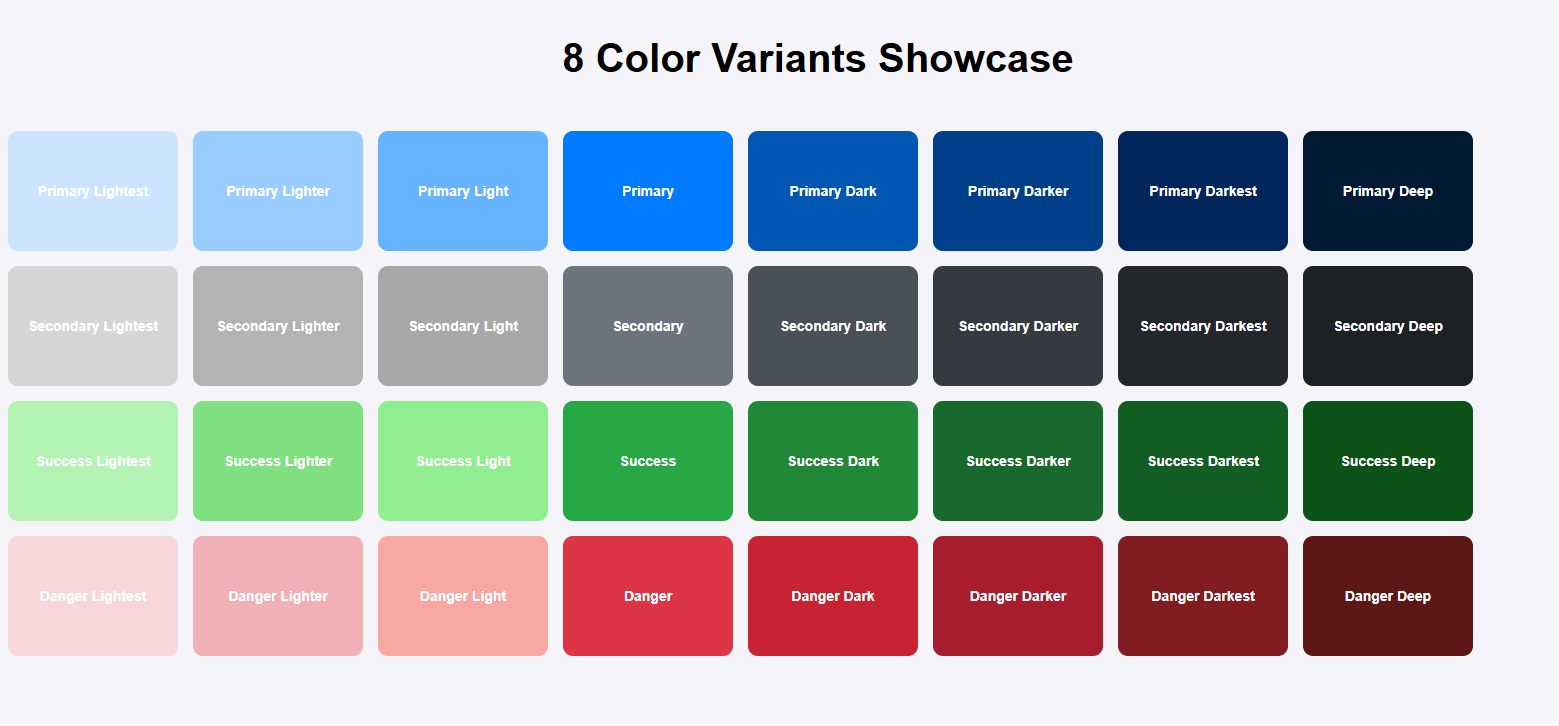 8 Color Variants Showcase
Primary Lightest
Primary Lighter
Primary Light
Primary
Primary Dark
Primary Darker
Primary Darkest
Primary Deep
Secondary Lightest
Secondary Lighter
Secondary Light
Secondary
Secondary Dark
Secondary Darker
Secondary Darkest
Secondary Deep
Success Lightest
Success Lighter
Success Light
Success
Success Dark
Success Darker
Success Darkest
Success Deep
Danger Lightest
Danger Lighter
Danger Light
Danger
Danger Dark
Danger Darker
Danger Darkest
Danger Deep